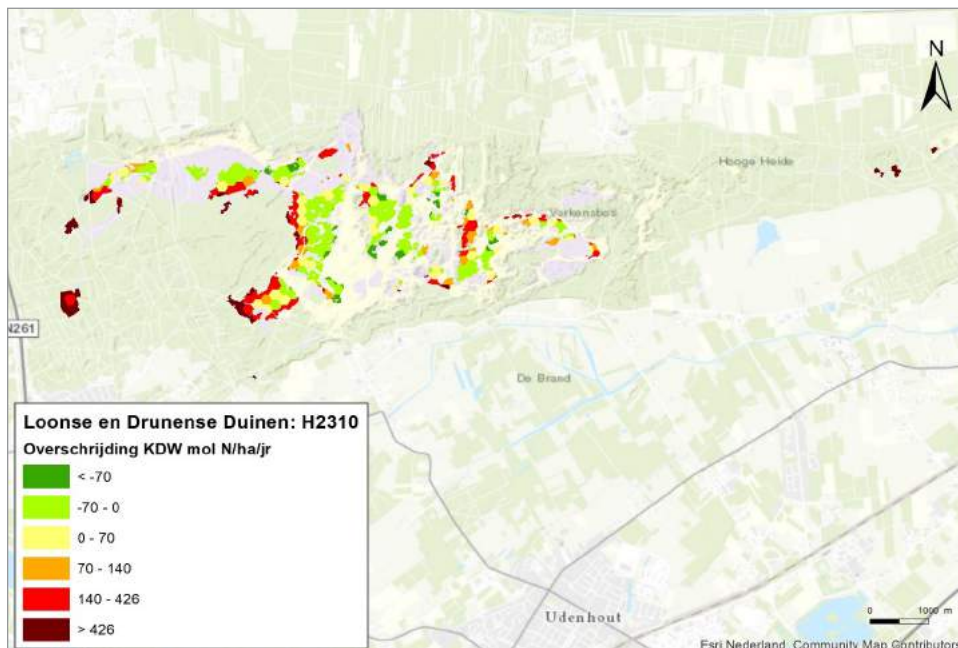 N
Hooge Heide
Varkensbos
N261
De Brand
Loonse en Drunense Duinen: H2310
Overschrijding KDW mol N/ha/jr
< -70
-70 - 0
0 - 70
70 - 140
140 - 426
> 426
Udenhout
0 1000 m
Esri Nederland, Community Map Contributors